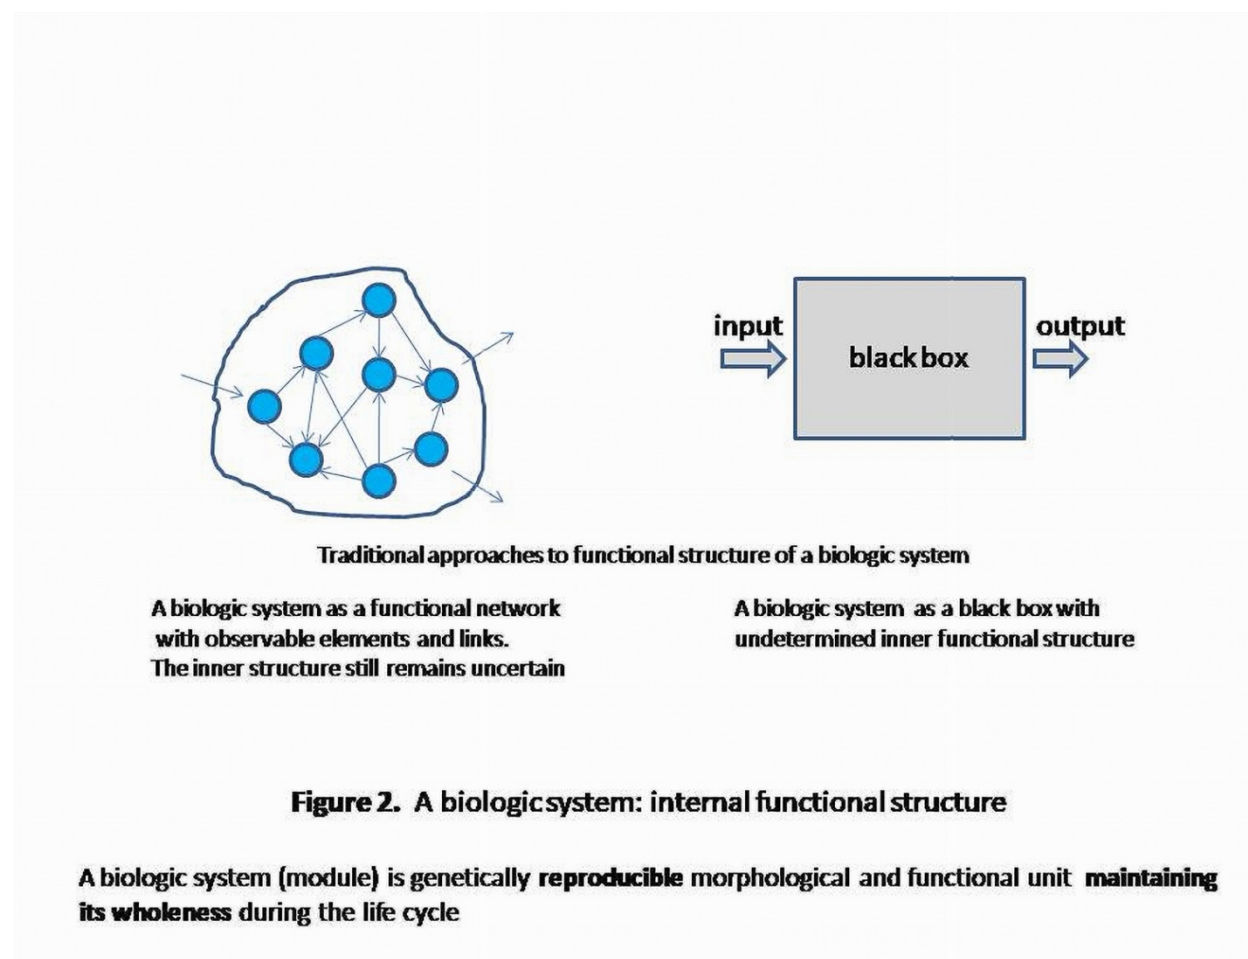 input
output
black box
Traditional approaches to functional structure of a biologic system
A biologic system as a functional network
with observable elements and links.
The inner structure still remains uncertain
A biologic system as a black box with
undetermined inner functional structure
Figure 2. A biologic system: internal functional structure
A biologic system (module) is genetically reproducible morphological and functional unit maintaining
its wholeness during the life cycle